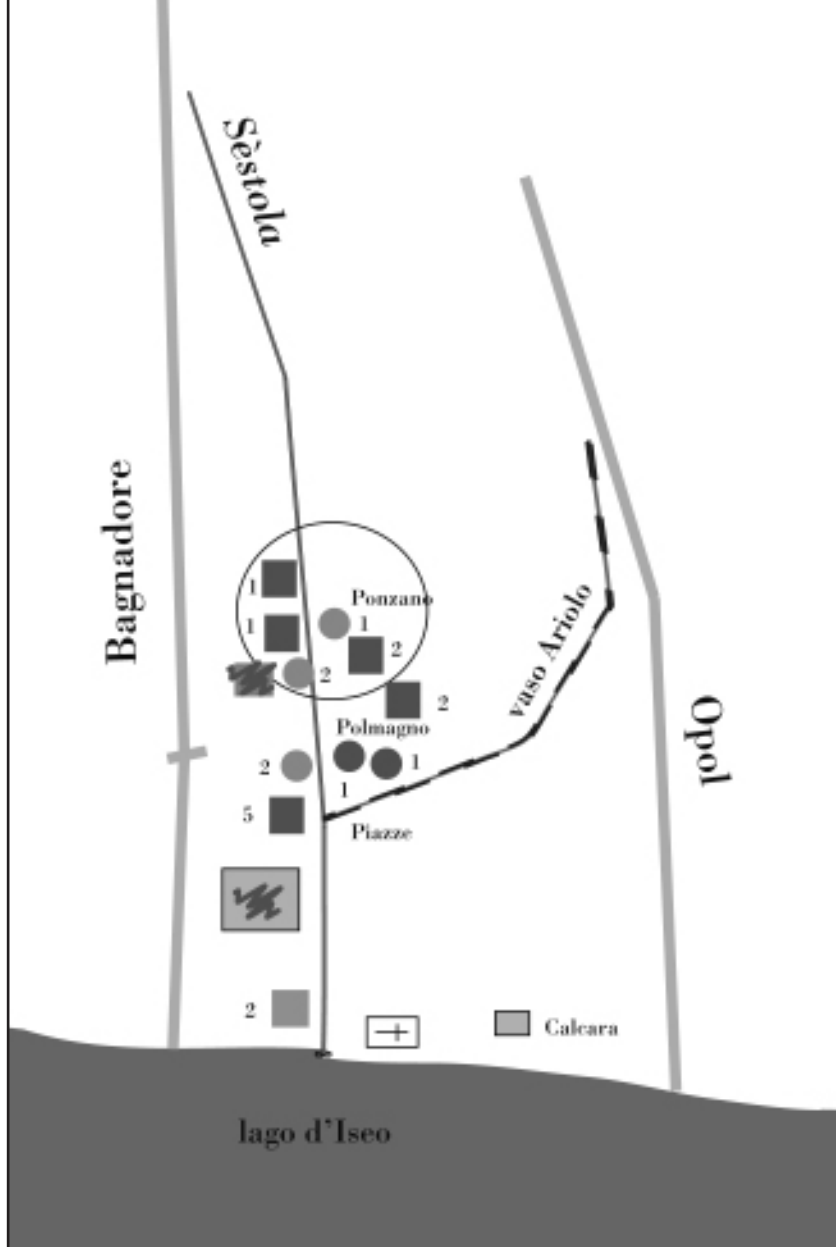 Sèstola
Bagnadore
1
Ponzano
1
1
2
2
2
vaso Ariolo
Opol
Polmagno
2
1
1
5
Piazze
2
Calcara
lago d'Iseo